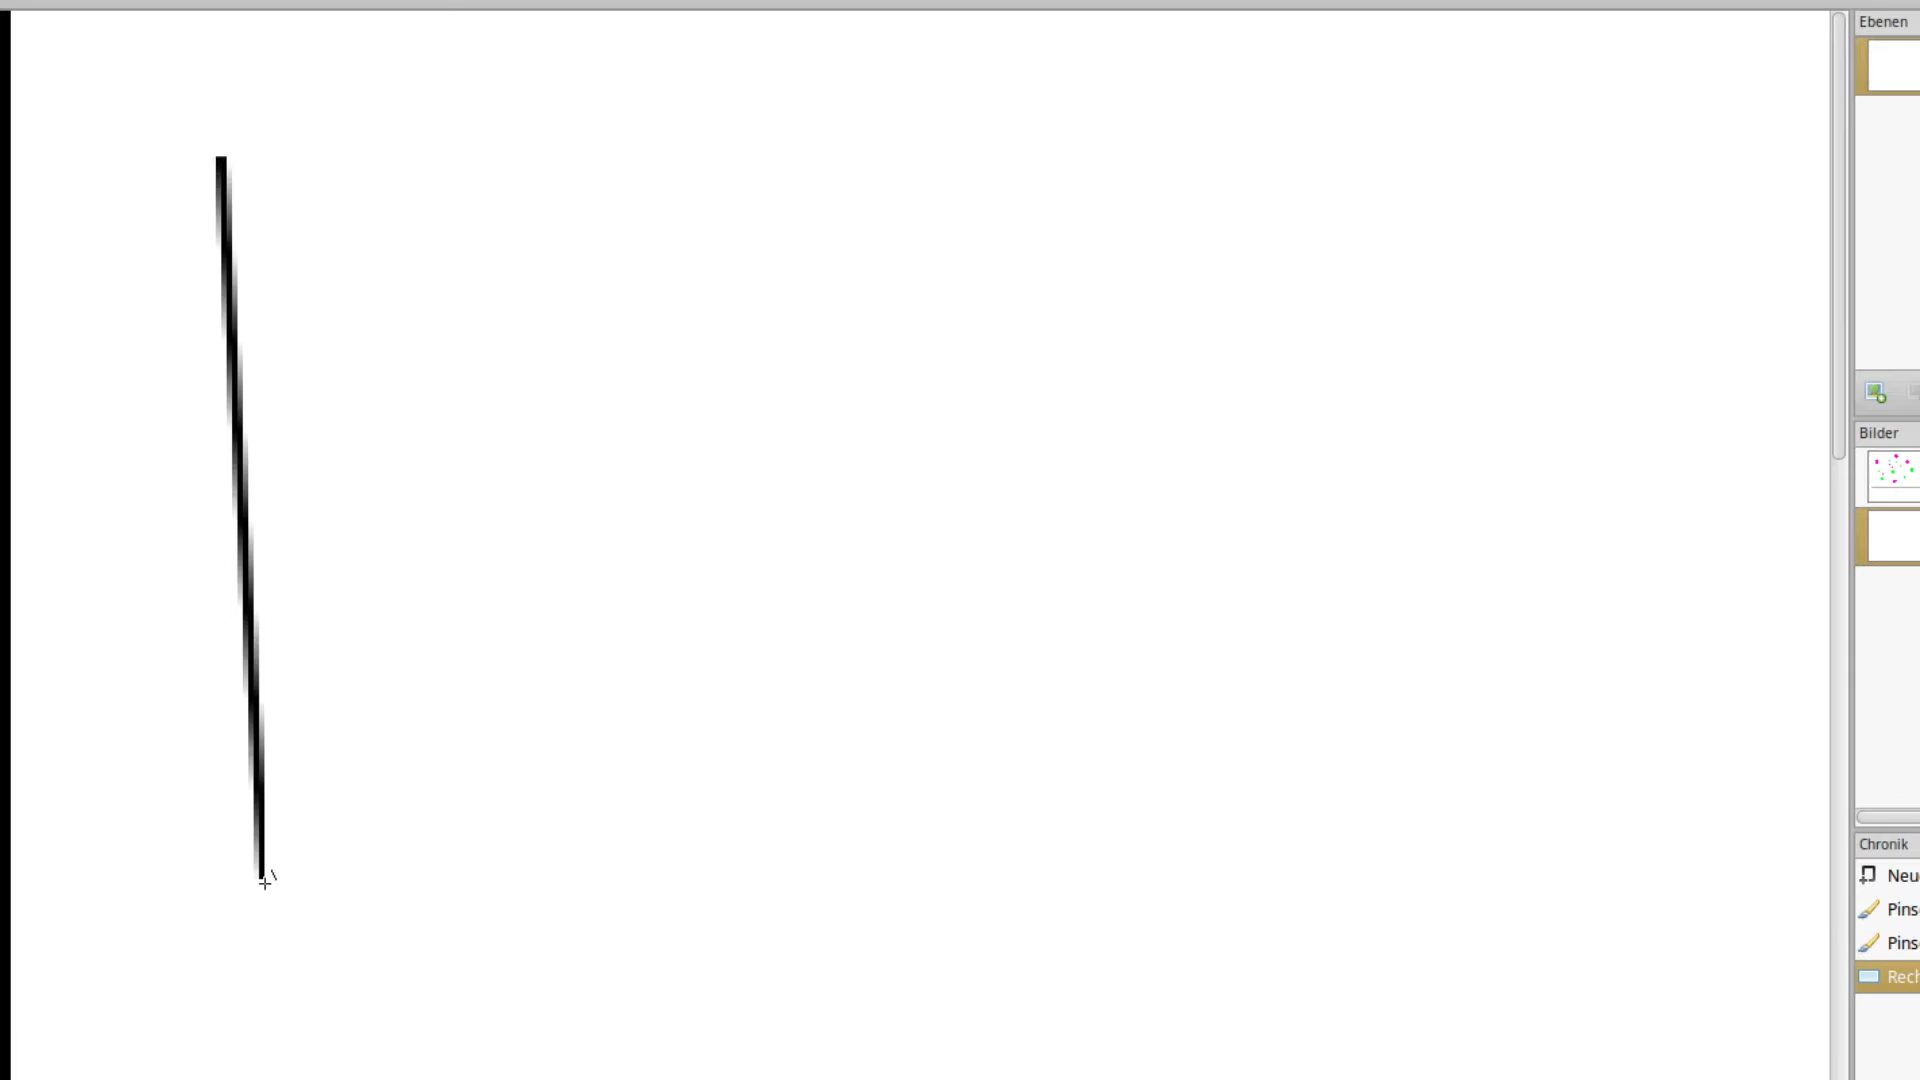 Ebenen
Bilder
Chronik
Neu
Pins
Pins
Rech